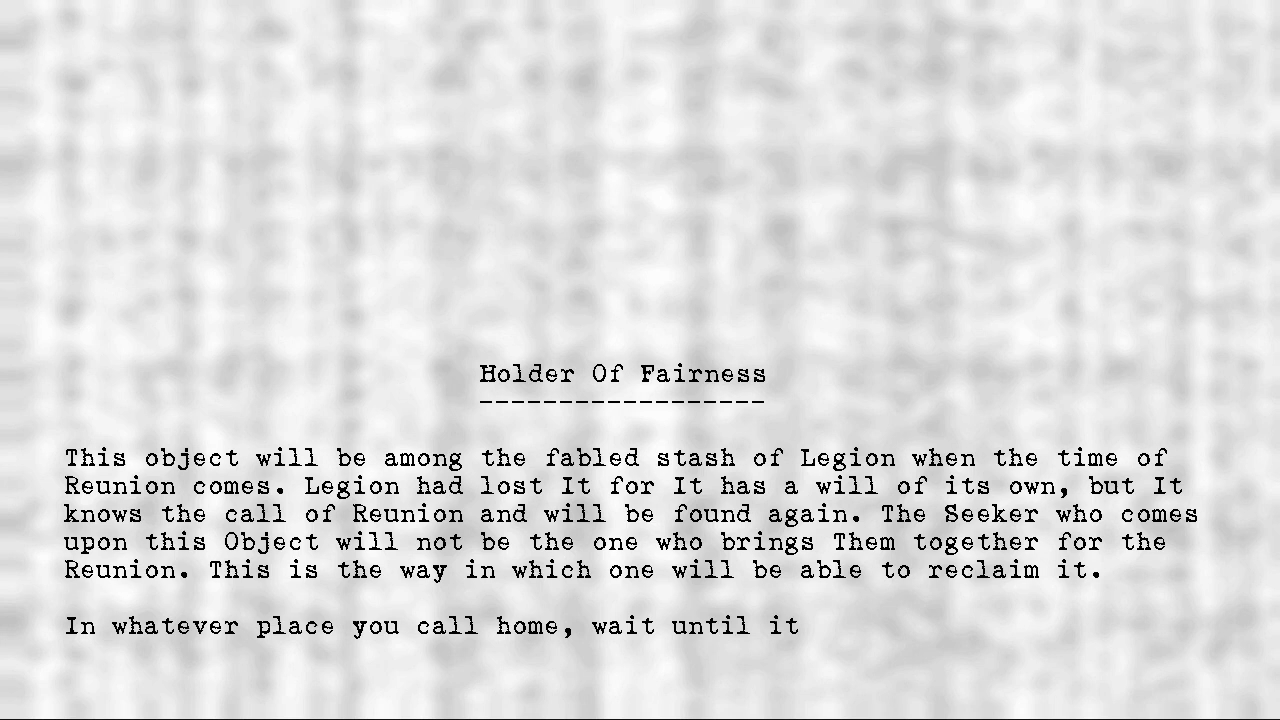 Holder Of Fairness
------------------
This object will be among the fabled stash of Legion when the time of
Reunion comes. Legion had lost It for It has a will of its own, but It
knows the call of Reunion and will be found again. The Seeker who comes
upon this Object will not be the one who brings Them together for the
Reunion. This is the way in which one will be able to reclaim it.
In whatever place you call home, wait until it